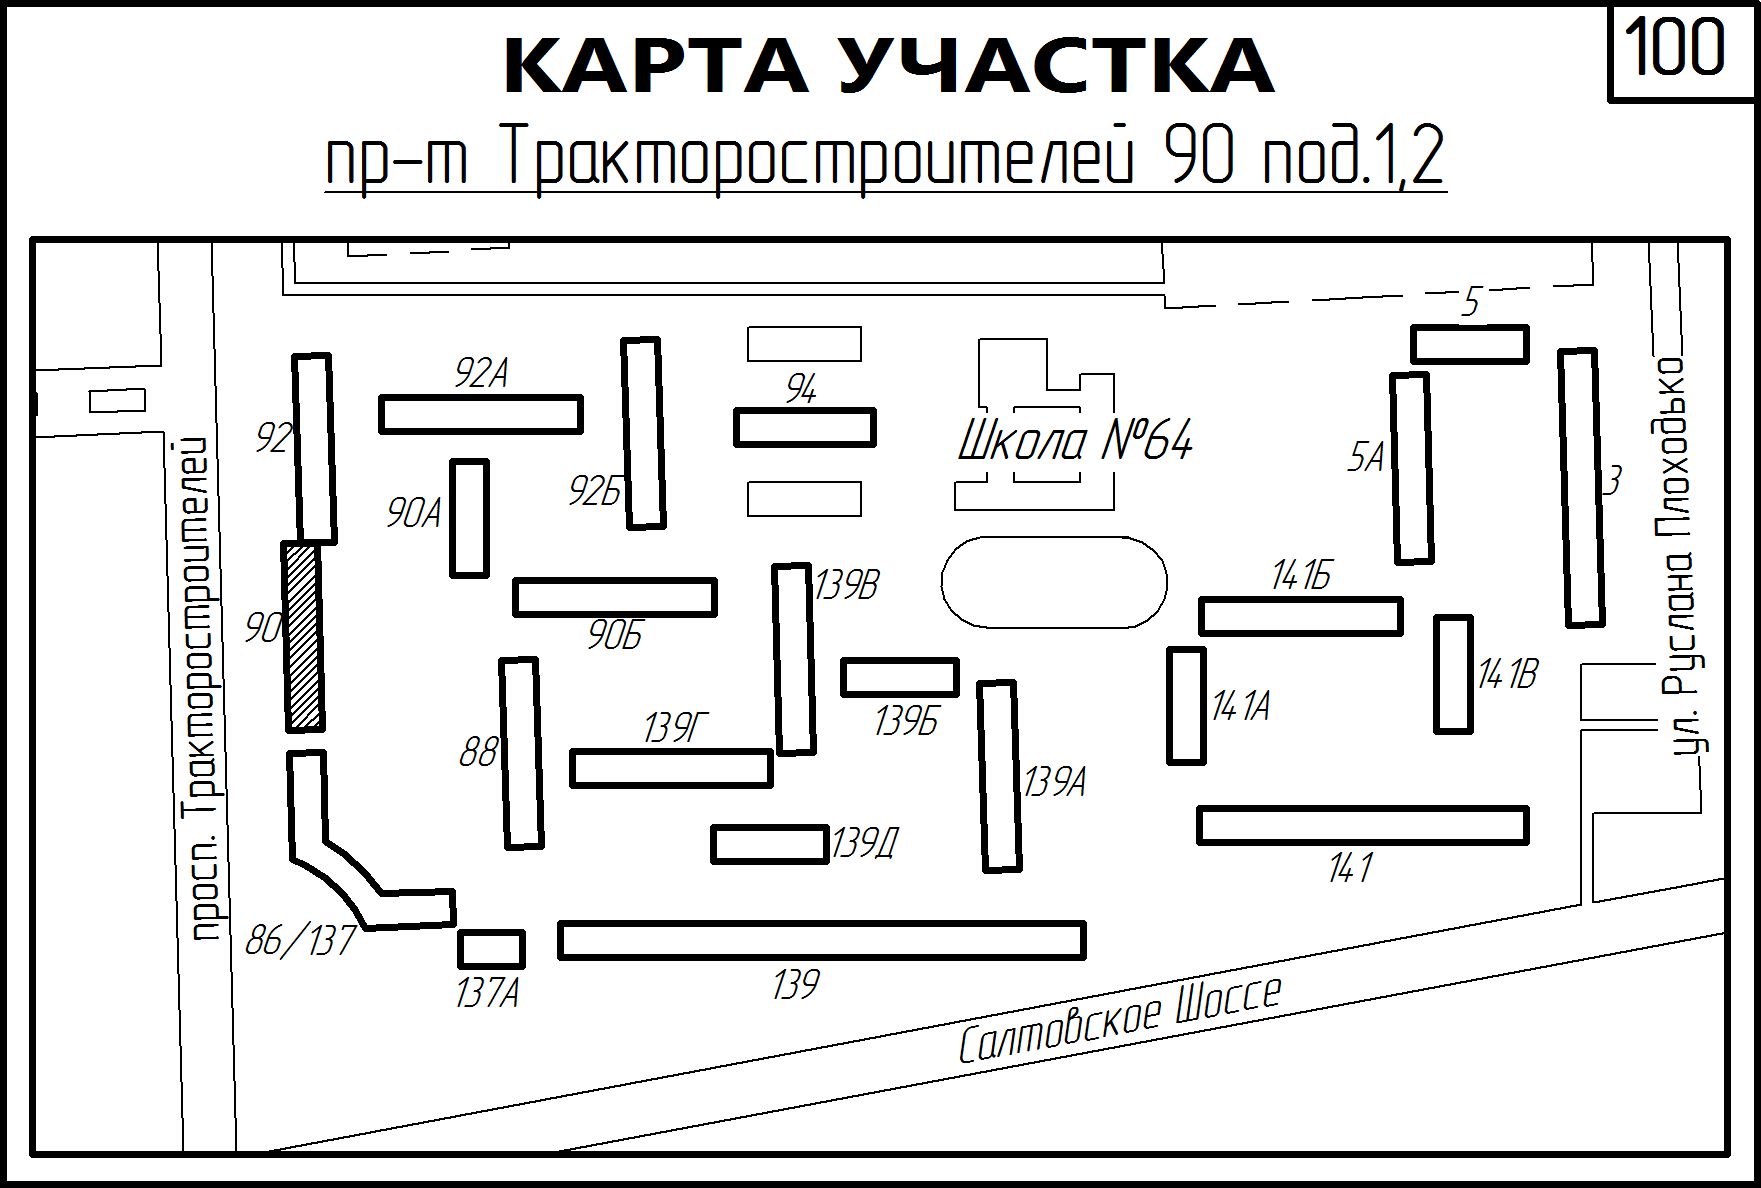 КАРТА УЧАСТКА
100
пр-т Тракторостроителей 90 под.1,2
5
92А
94
92
Школа №64
5А
3
92Б
90А
просп. Тракторостроителей
ул. Руслана Плоходько
139В
141Б
90
90Б
141В
141А
139Б
139Г
88
139А
139Д
141
86/137
137А
139
Салтовское Шоссе